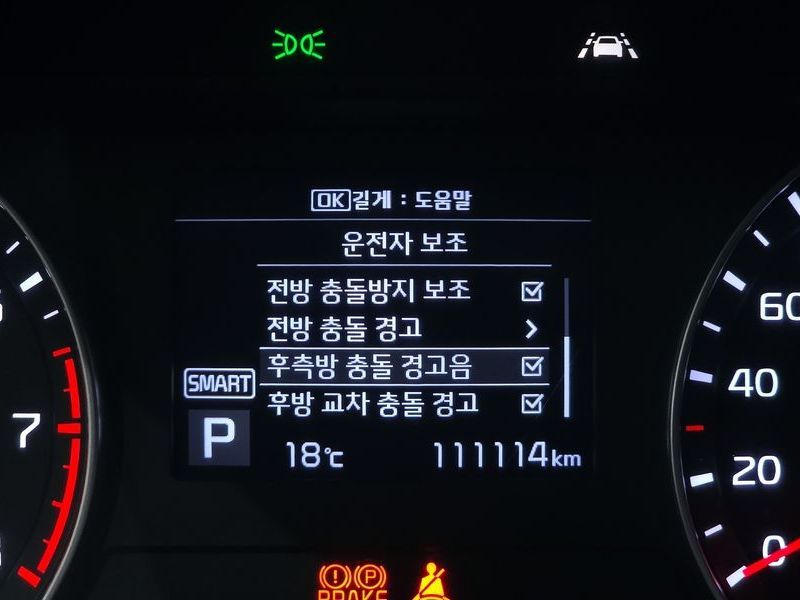 OK길게 : 도움말
운전자 보조
전방 충돌방지 보조
전방 충돌 경고
후측방 충돌 경고음
후방 교차 충돌 경고
SMART
P
18℃
111114km
7
60
40
20
0
P
BRAKE